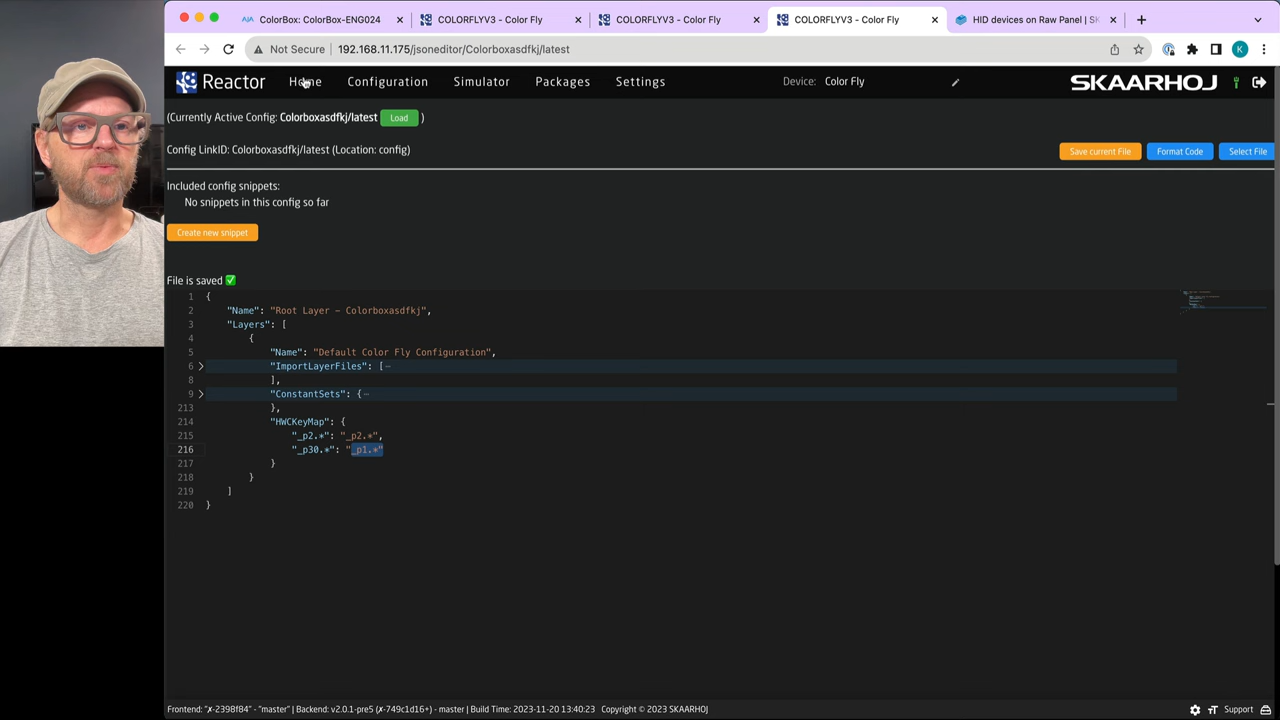 ColorBox: ColorBox-ENG024
COLORFLYV3 - Color Fly
COLORFLYV3 - Color Fly
COLORFLYV3 - Color Fly
HID devices on Raw Panel | SK
K
Not Secure 192.168.11.175/jsoneditor/Colorboxasdfkj/latest
Reactor Home Configuration Simulator Packages Settings Device: Color Fly SKAARHOJ
(Currently Active Config: Colorboxasdfkj/latest Load )
Config LinkID: Colorboxasdfkj/latest (Location: config) Save current File Format Code Select File
Included config snippets:
No snippets in this config so far
Create new snippet
File is saved ✅
1 {
2 "Name": "Root Layer - Colorboxasdfkj",
3 "Layers": [
4 {
5 "Name": "Default Color Fly Configuration",
6 "ImportLayerFiles": [
8 ],
9 "ConstantSets": {
213 },
214 "HWCKeyMap": {
215 "_p2.*": "_p2.*",
216 "_p30.*": "_p1.*"
217 }
218 }
219 ]
220 }
Frontend: "✗-2398f84" - "master" | Backend: v2.0.1-pre5 (✗-749c1d16+) - master | Build Time: 2023-11-20 13:40:23 Copyright © 2023 SKAARHOJ
Support